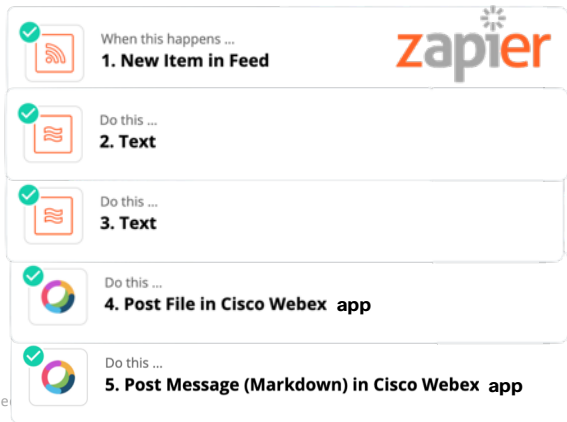 When this happens ...
1. New Item in Feed
zapier
Do this ...
2. Text
Do this ...
3. Text
Do this ...
4. Post File in Cisco Webex app
Do this ...
5. Post Message (Markdown) in Cisco Webex app